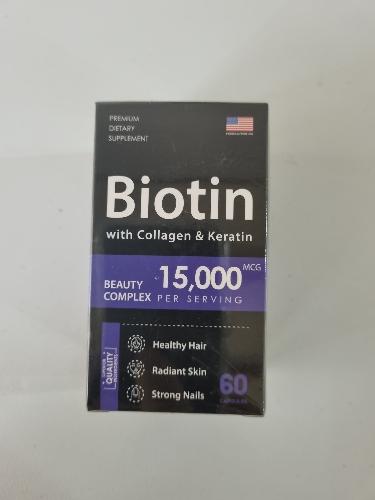 PREMIUM
DIETARY
SUPPLEMENT
Biotin
with Collagen & Keratin
BEAUTY
COMPLEX
15,000 MCG
PER SERVING
QUALITY
Healthy Hair
Radiant Skin
Strong Nails
60
CAPSULES